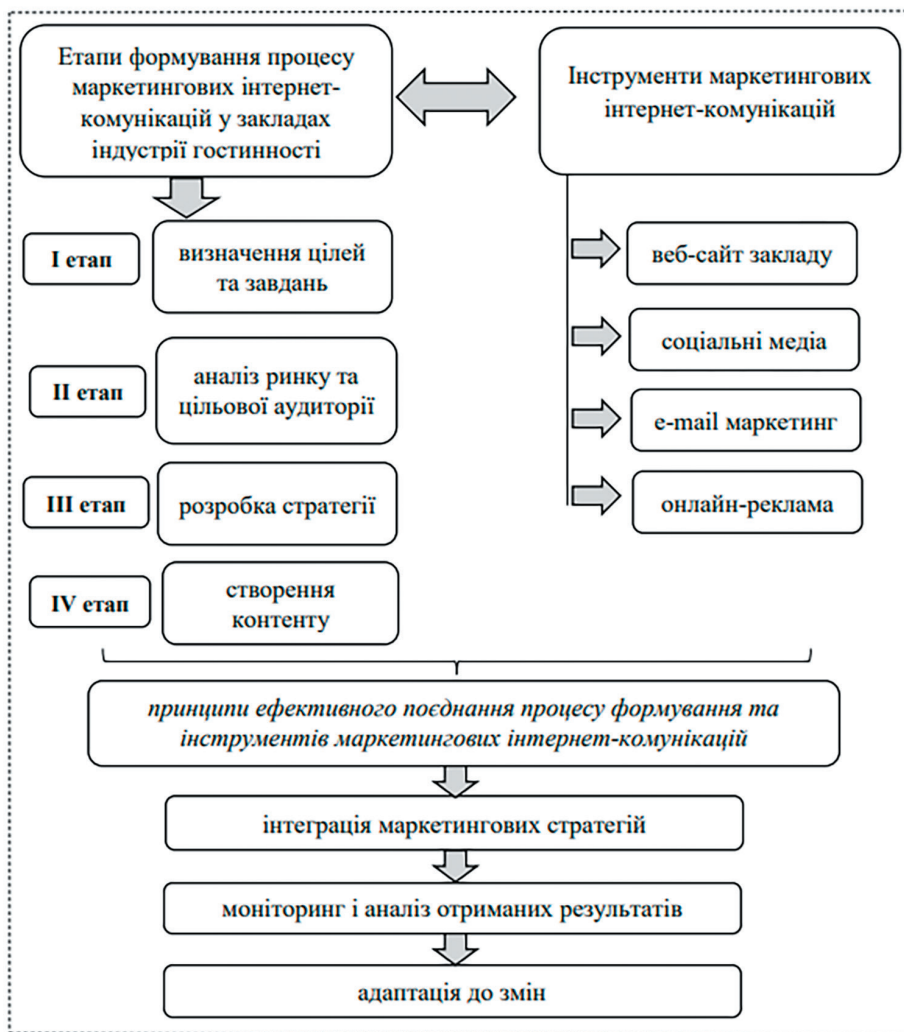 Етапи формування процесу
маркетингових інтернет-
комунікацій у закладах
індустрії гостинності
Інструменти маркетингових
інтернет-комунікацій
I етап
визначення цілей
та завдань
II етап
аналіз ринку та
цільової аудиторії
III етап
розробка стратегії
IV етап
створення
контенту
веб-сайт закладу
соціальні медіа
e-mail маркетинг
онлайн-реклама
принципи ефективного поєднання процесу формування та
інструментів маркетингових інтернет-комунікацій
інтеграція маркетингових стратегій
моніторинг і аналіз отриманих результатів
адаптація до змін